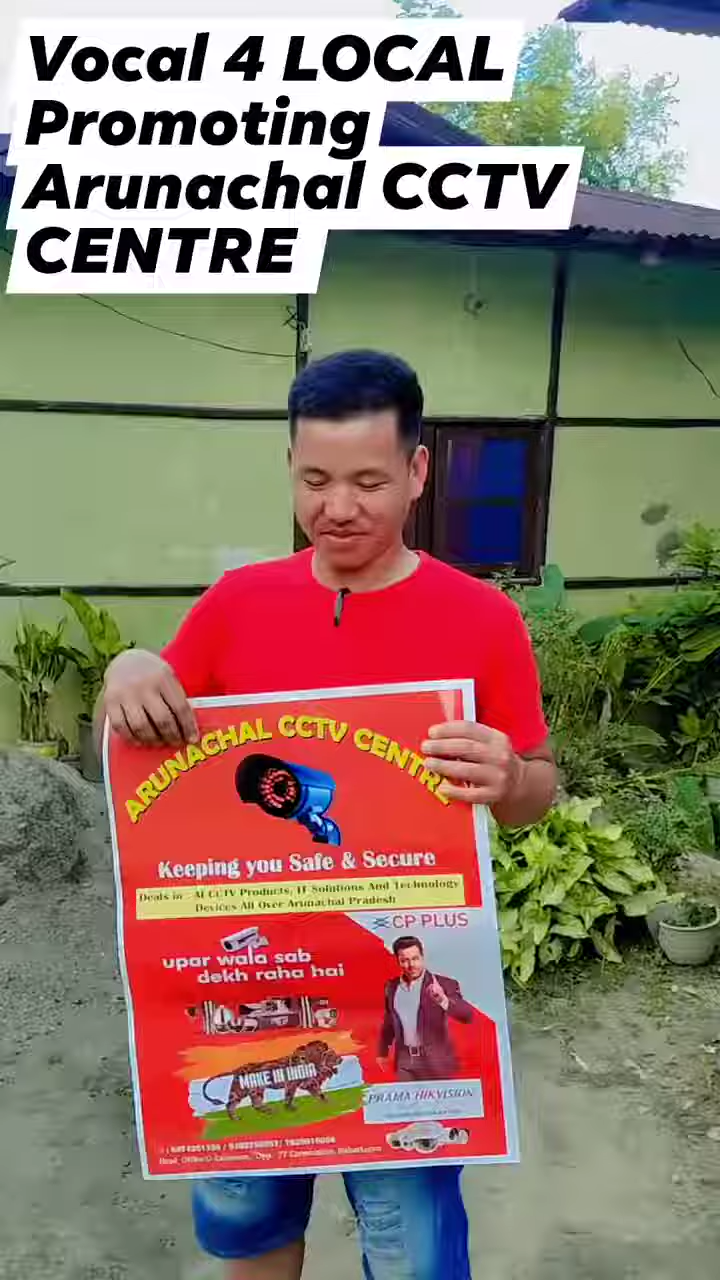 Vocal 4 LOCAL
Promoting
Arunachal CCTV
CENTRE
ARUNACHAL CCTV CENTRE
Keeping you Safe & Secure
Deals in - AI CCTV Products, IT Solutions And Technology
Devices All Over Arunachal Pradesh
CP PLUS
upar wala sab
dekh raha hai
MAKE IN INDIA
PRAMA HIKVISION
Head Office